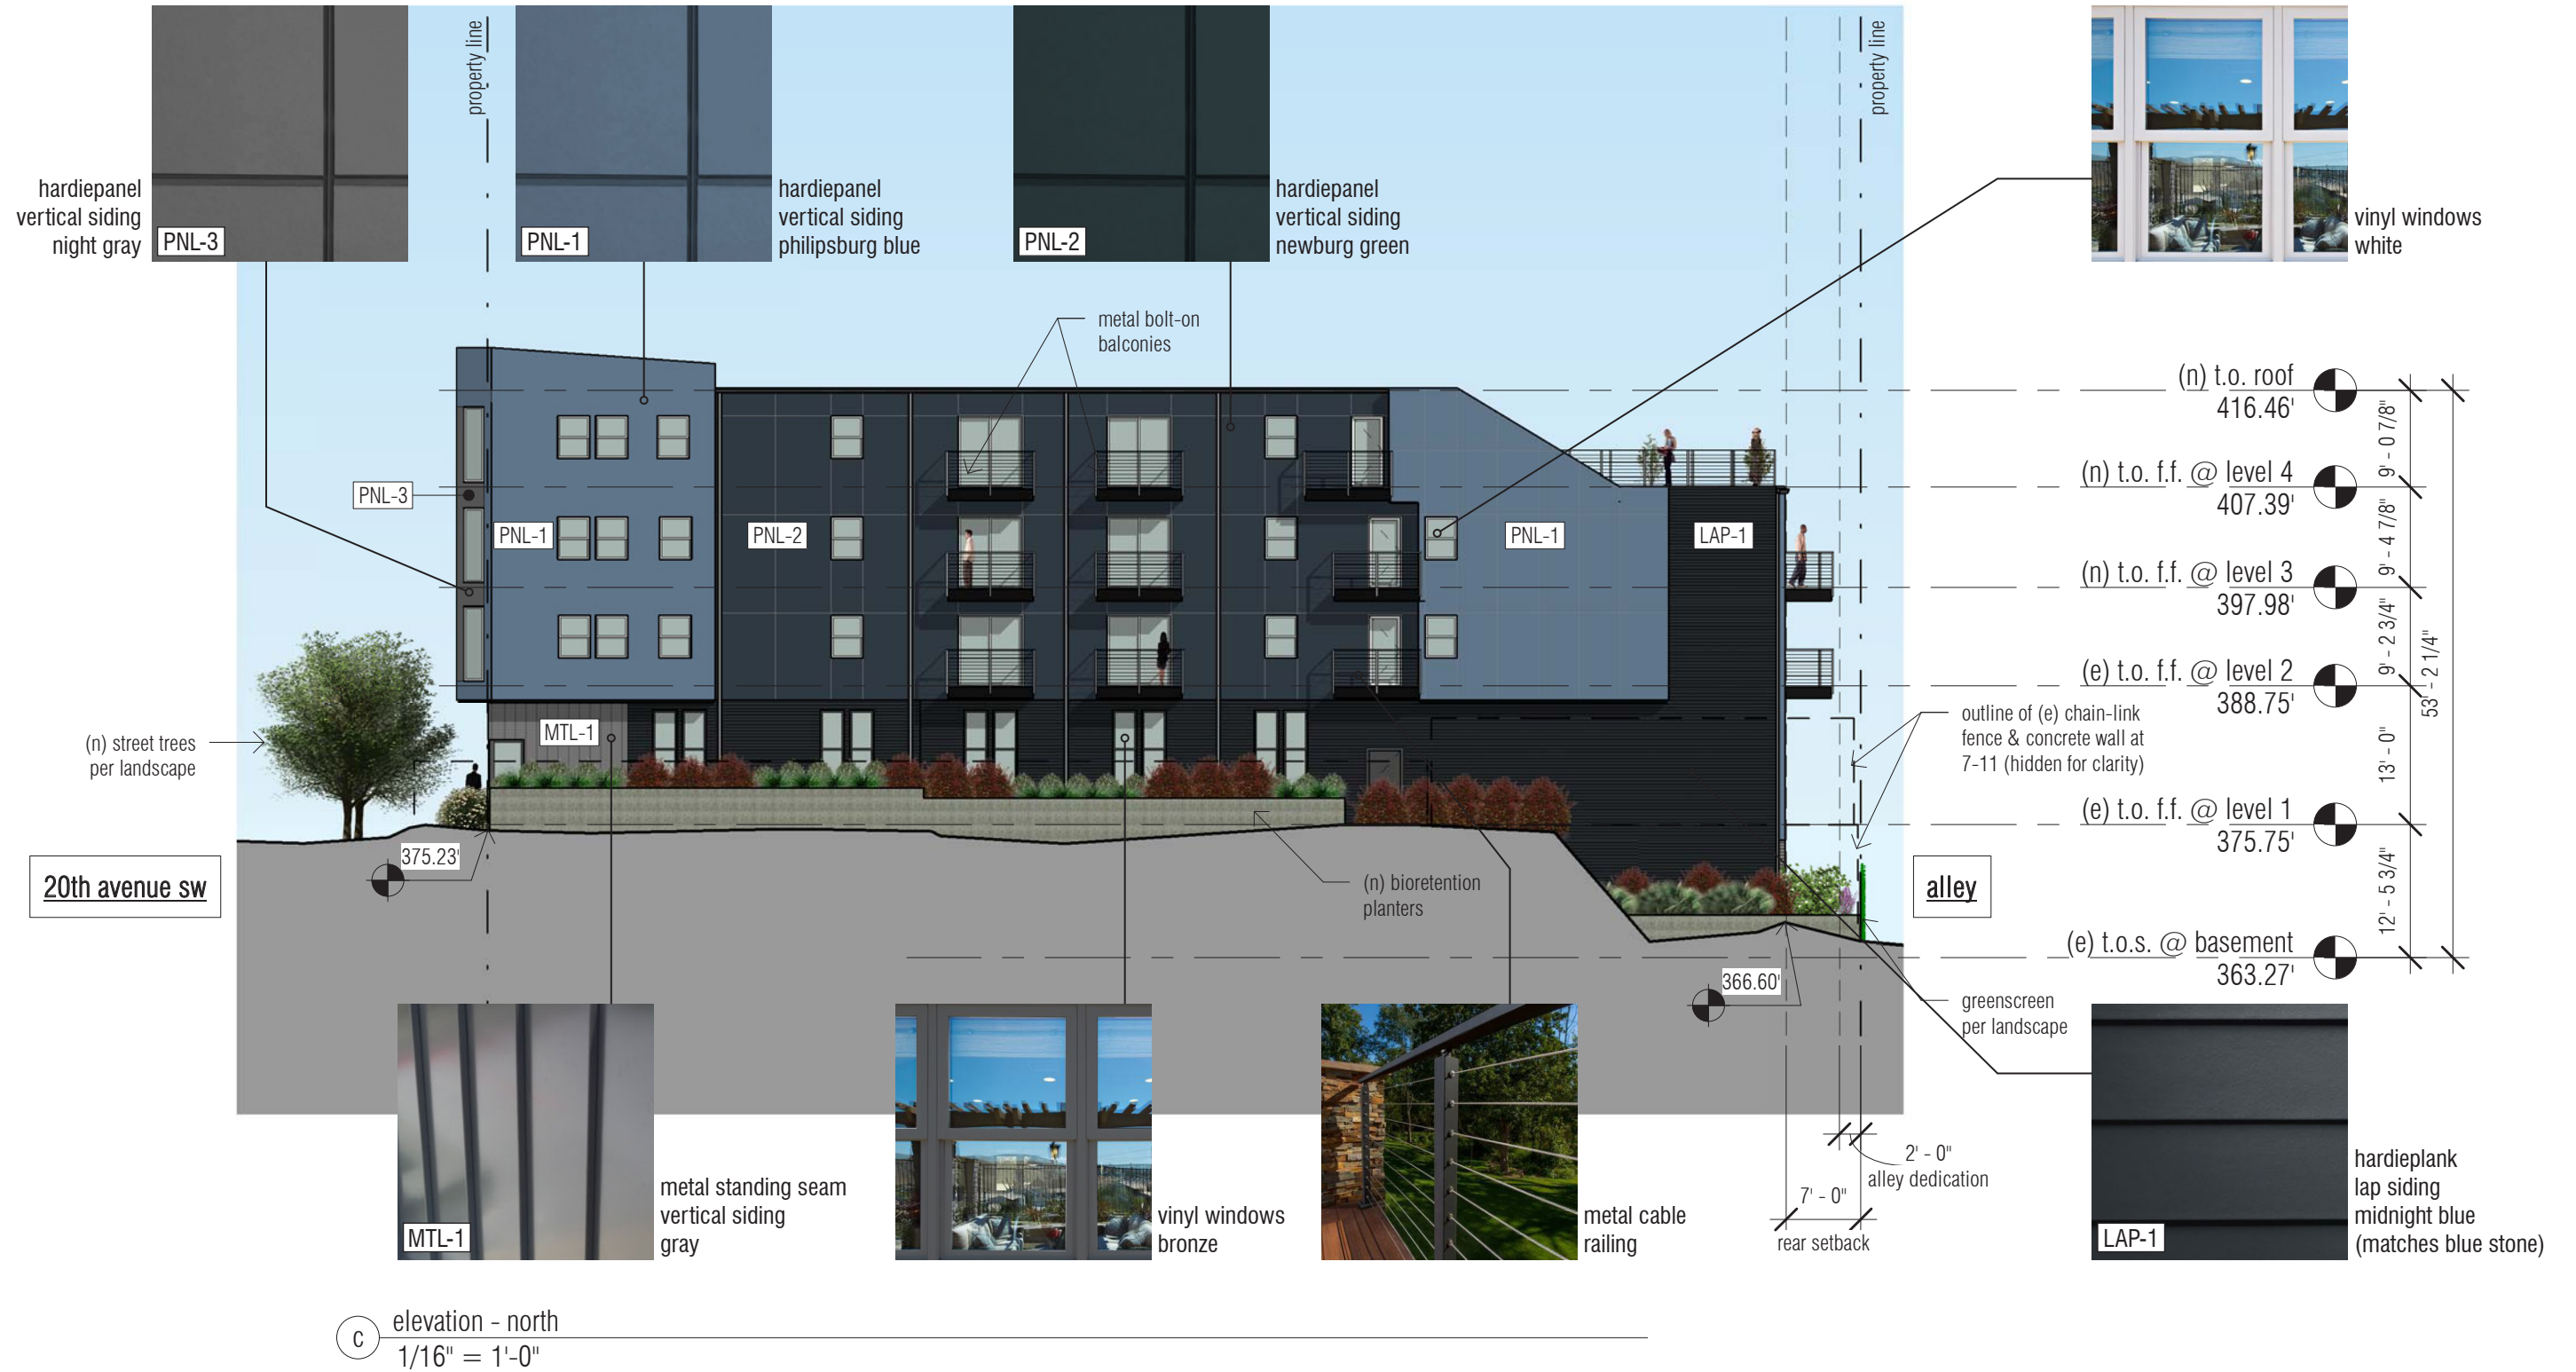 property line
property line
hardiepanel
vertical siding
night gray
PNL-3
PNL-1
hardiepanel
vertical siding
philipsburg blue
PNL-2
hardiepanel
vertical siding
newburg green
vinyl windows
white
metal bolt-on
balconies
(n) t.o. roof
416.46'
9' - 0 7/8"
(n) t.o. f.f. @ level 4
407.39'
9' - 4 7/8"
(n) t.o. f.f. @ level 3
397.98'
9' - 2 3/4"
(e) t.o. f.f. @ level 2
388.75'
53' - 2 1/4"
13' - 0"
(e) t.o. f.f. @ level 1
375.75'
12' - 5 3/4"
(e) t.o.s. @ basement
363.27'
PNL-3
PNL-1
PNL-2
PNL-1
LAP-1
MTL-1
(n) street trees
per landscape
outline of (e) chain-link
fence & concrete wall at
7-11 (hidden for clarity)
20th avenue sw
375.23'
(n) bioretention
planters
alley
366.60'
greenscreen
per landscape
MTL-1
metal standing seam
vertical siding
gray
vinyl windows
bronze
metal cable
railing
2' - 0"
alley dedication
7' - 0"
rear setback
LAP-1
hardieplank
lap siding
midnight blue
(matches blue stone)
c
elevation - north
1/16" = 1'-0"